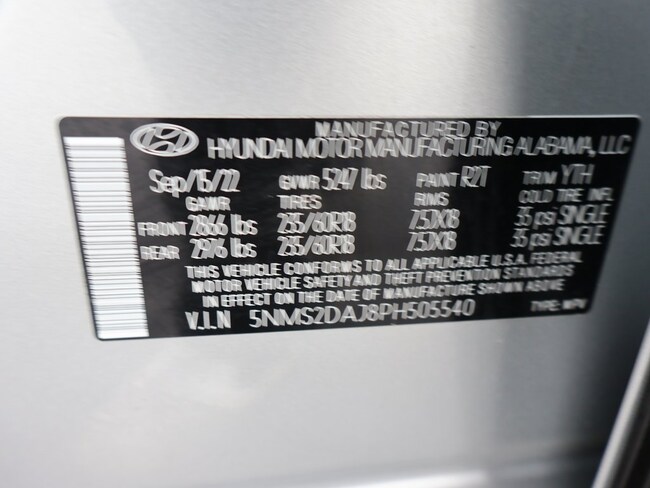 MANUFACTURED BY
HYUNDAI MOTOR MANUFACTURING ALABAMA, LLC
Sep/15/22 GVWR 5247 lbs PAINT R2T TRIM YTH
GAWR TIRES RIMS COLD TIRE INFL
FRONT 2866 lbs 235/60R18 7.5JX18 35 psi SINGLE
REAR 2976 lbs 235/60R18 7.5JX18 35 psi SINGLE
THIS VEHICLE CONFORMS TO ALL APPLICABLE U.S.A. FEDERAL
MOTOR VEHICLE SAFETY AND THEFT PREVENTION STANDARDS
IN EFFECT ON THE DATE OF MANUFACTURE SHOWN ABOVE
V.I.N 5NMS2DAJ8PH505540 TYPE: MPV